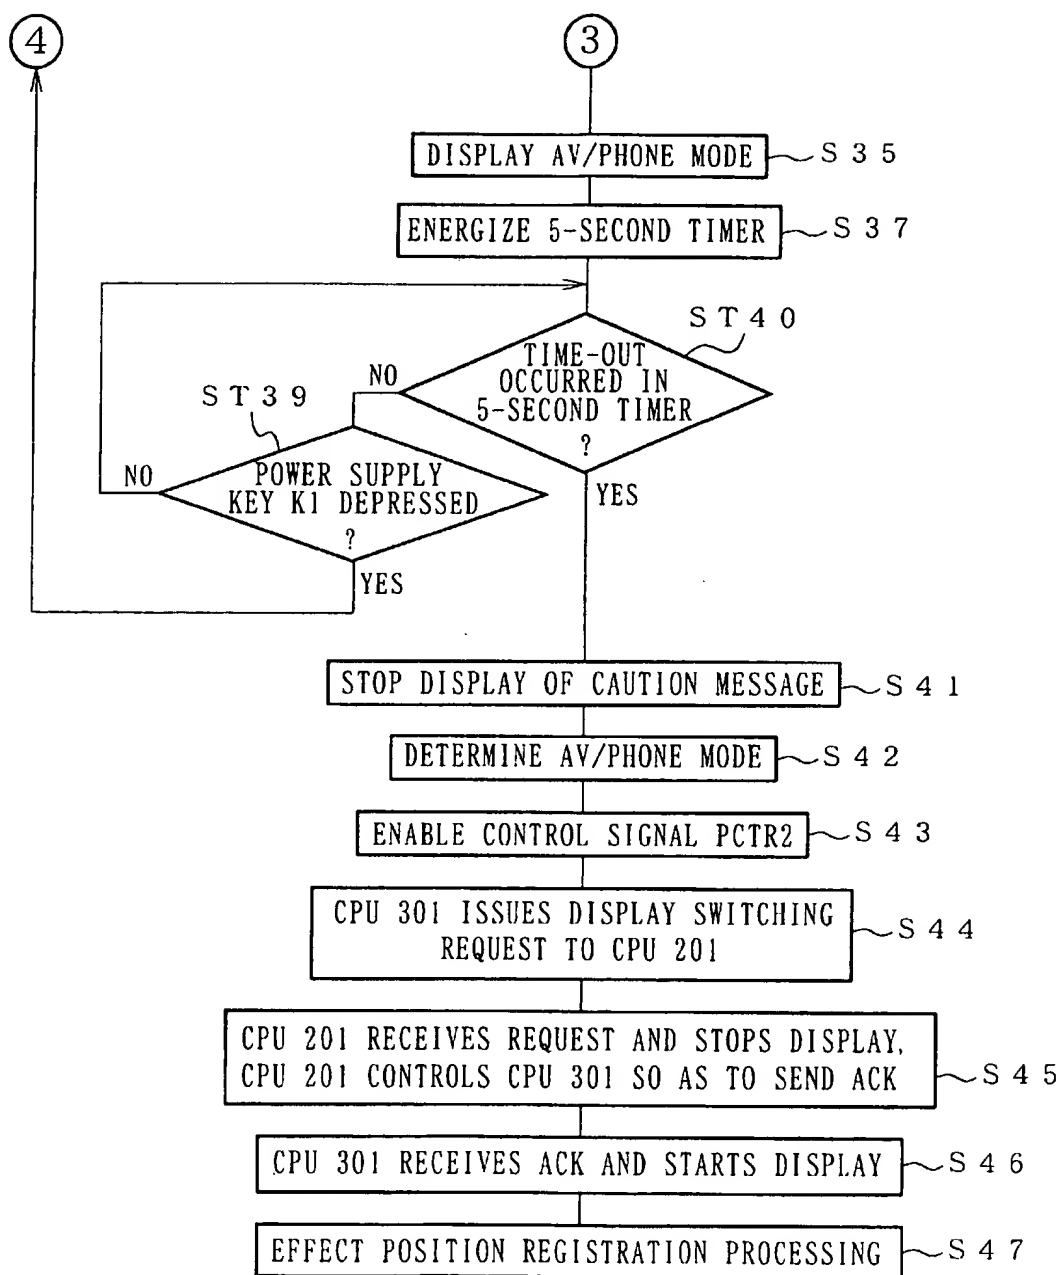 4
3
DISPLAY AV/PHONE MODE
S35
ENERGIZE 5-SECOND TIMER
S37
ST40
TIME-OUT
OCCURRED IN
5-SECOND TIMER
?
NO
YES
ST39
POWER SUPPLY
KEY K1 DEPRESSED
?
NO
YES
STOP DISPLAY OF CAUTION MESSAGE
S41
DETERMINE AV/PHONE MODE
S42
ENABLE CONTROL SIGNAL PCTR2
S43
CPU 301 ISSUES DISPLAY SWITCHING
REQUEST TO CPU 201
S44
CPU 201 RECEIVES REQUEST AND STOPS DISPLAY,
CPU 201 CONTROLS CPU 301 SO AS TO SEND ACK
S45
CPU 301 RECEIVES ACK AND STARTS DISPLAY
S46
EFFECT POSITION REGISTRATION PROCESSING
S47